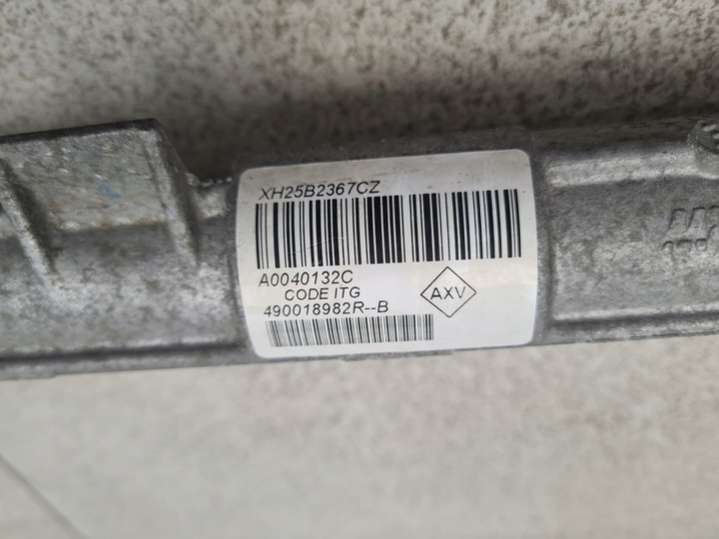 XH25B2367CZ
A0040132C
CODE ITG
AXV
490018982R--B